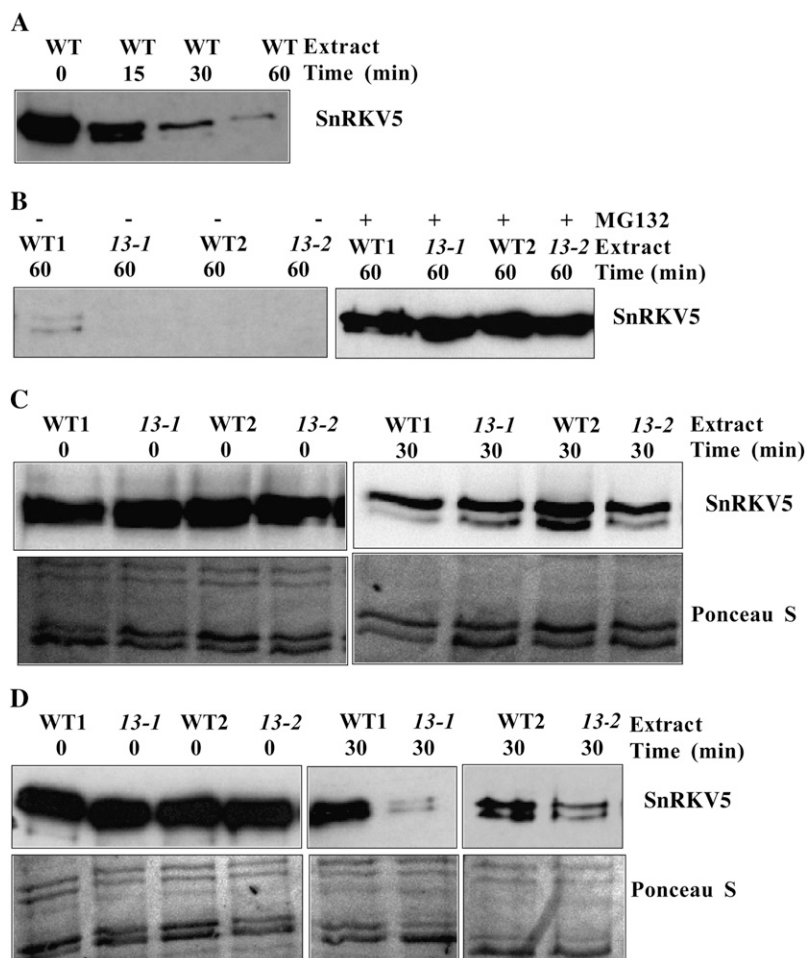 A
WT WT WT WT Extract
0 15 30 60 Time (min)
SnRKV5
B
- - - - + + + + MG132
WT1 13-1 WT2 13-2 WT1 13-1 WT2 13-2 Extract
60 60 60 60 60 60 60 60 Time (min)
SnRKV5
C
WT1 13-1 WT2 13-2 WT1 13-1 WT2 13-2 Extract
0 0 0 0 30 30 30 30 Time (min)
SnRKV5
Ponceau S
D
WT1 13-1 WT2 13-2 WT1 13-1 WT2 13-2 Extract
0 0 0 0 30 30 30 30 Time (min)
SnRKV5
Ponceau S